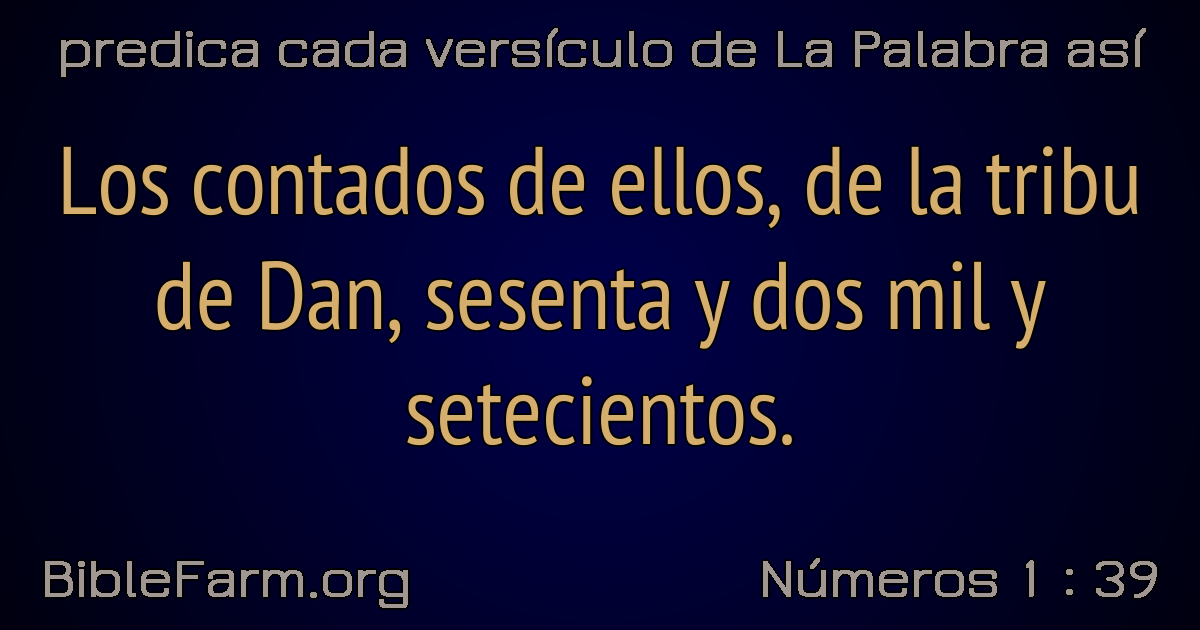 predica cada versículo de La Palabra así
Los contados de ellos, de la tribu
de Dan, sesenta y dos mil y
setecientos.
BibleFarm.org
Números 1 : 39